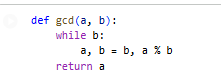 def gcd(a, b):
    while b:
        a, b = b, a % b
    return a